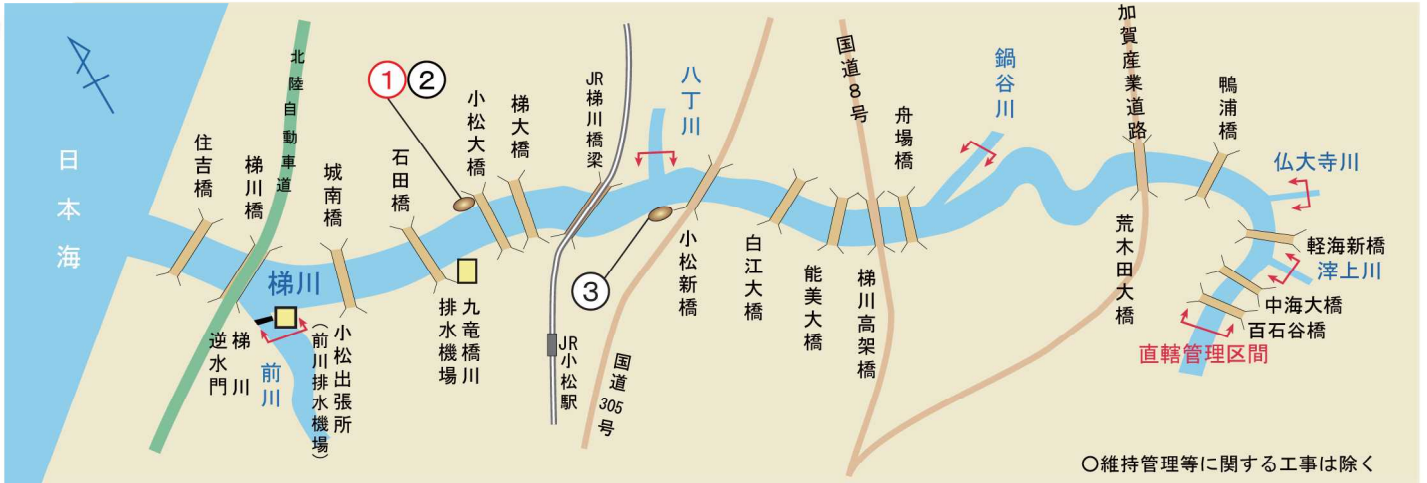 日本海
住吉橋
梯川橋
北陸自動車道
城南橋
石田橋
①②
小松大橋
梯大橋
JR梯川橋梁
八丁川
国道8号
舟場橋
鍋谷川
加賀産業道路
鴨浦橋
仏大寺川
軽海新橋
滓上川
中海大橋
百石谷橋
直轄管理区間
荒木田大橋
梯川高架橋
能美大橋
白江大橋
小松新橋
③
国道305号
JR小松駅
九竜橋川
排水機場
梯川
小松出張所
(前川排水機場)
前川
梯川
逆水門
○維持管理等に関する工事は除く